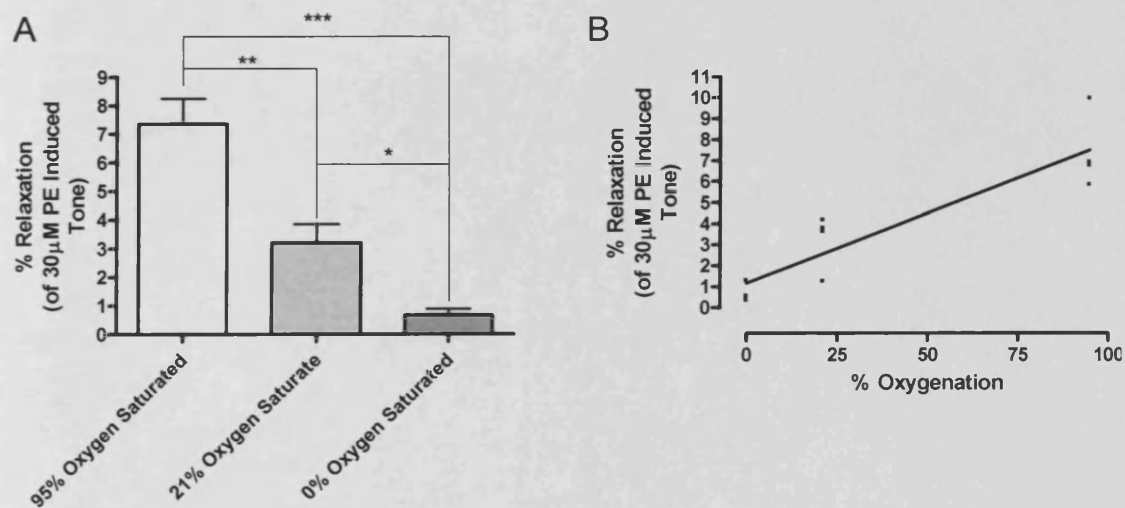 A
***
**
*
% Relaxation
(of 30µM PE Induced
Tone)
9
8
7
6
5
4
3
2
1
0
95% Oxygen Saturated
21% Oxygen Saturate
0% Oxygen Saturated
B
% Relaxation
(of 30µM PE Induced
Tone)
11
10
9
8
7
6
5
4
3
2
1
0
0
25
50
75
100
% Oxygenation